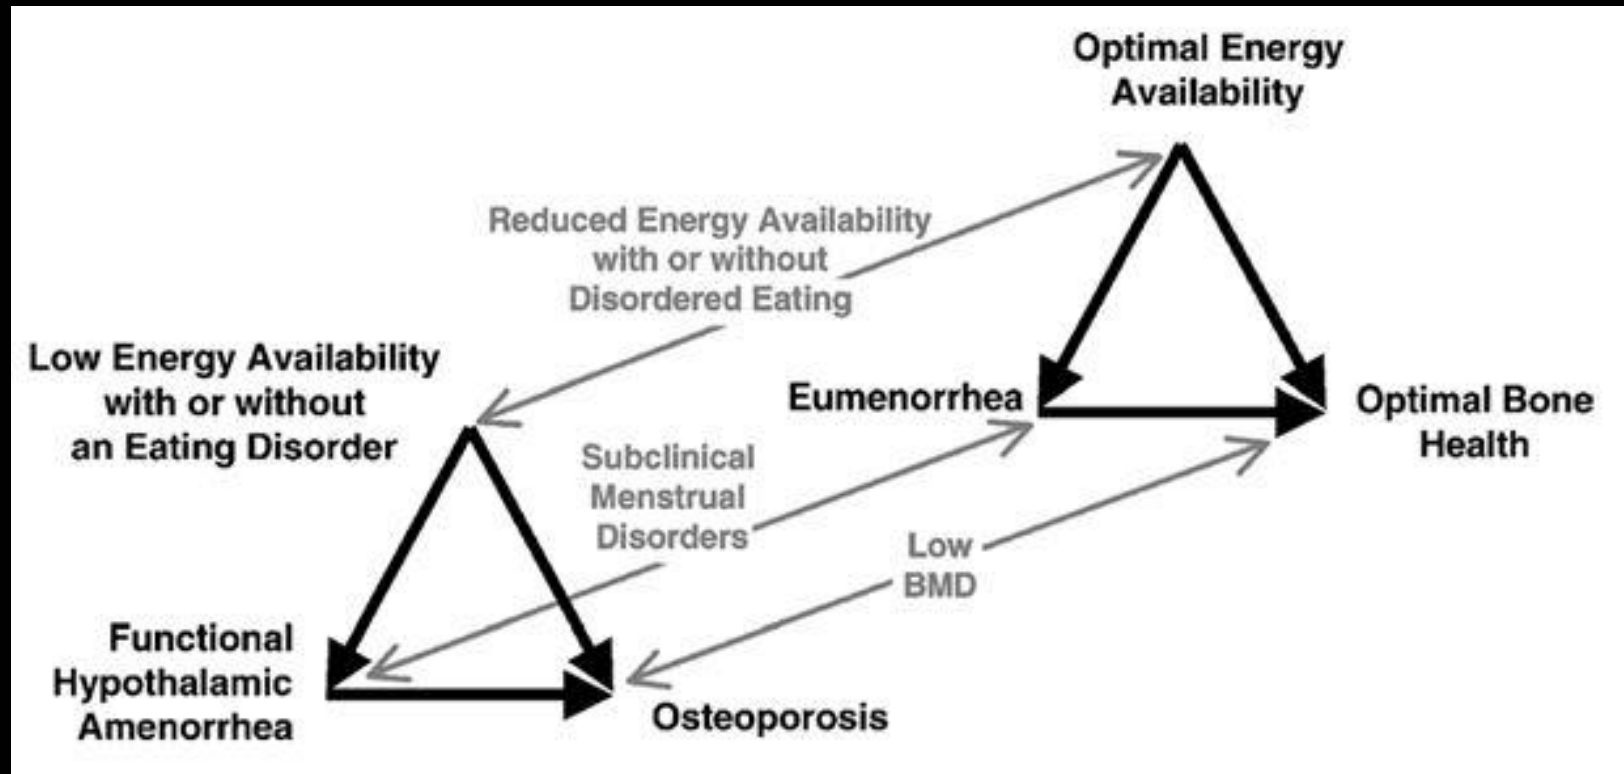 Optimal Energy
Availability
Reduced Energy Availability
with or without
Disordered Eating
Low Energy Availability
with or without
an Eating Disorder
Eumenorrhea
Optimal Bone
Health
Subclinical
Menstrual
Disorders
Low
BMD
Functional
Hypothalamic
Amenorrhea
Osteoporosis